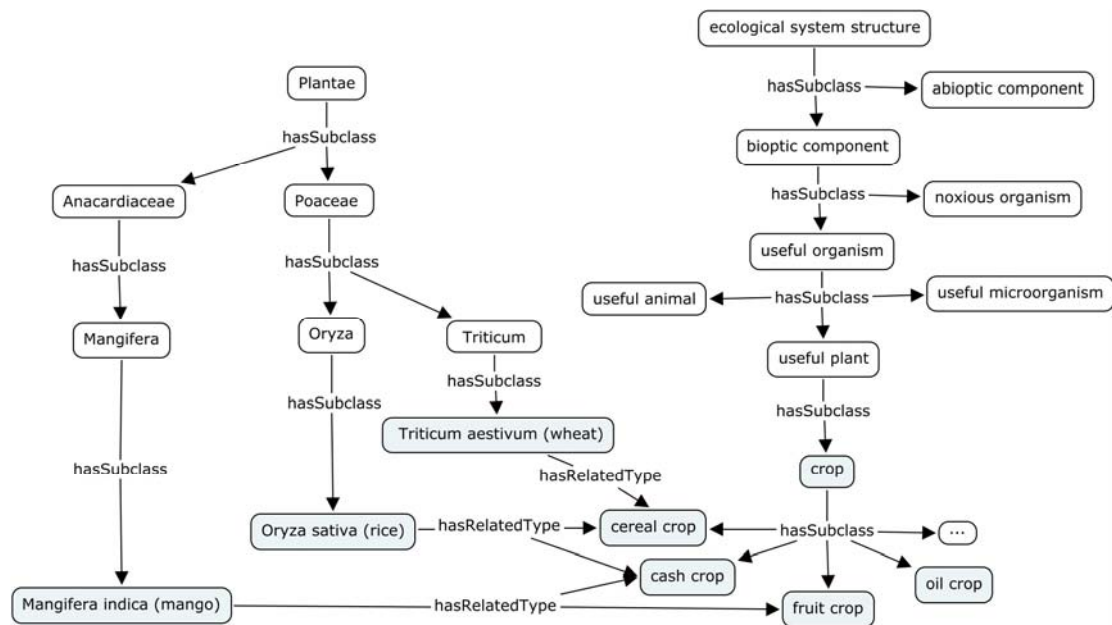 ecological system structure
Plantae
hasSubclass
abioptic component
hasSubclass
bioptic component
Anacardiaceae
Poaceae
hasSubclass
noxious organism
useful organism
hasSubclass
hasSubclass
useful animal
hasSubclass
useful microorganism
Mangifera
Oryza
Triticum
useful plant
hasSubclass
hasSubclass
hasSubclass
Triticum aestivum (wheat)
hasSubclass
hasRelatedType
crop
Oryza sativa (rice)
hasRelatedType
cereal crop
hasSubclass
...
cash crop
oil crop
Mangifera indica (mango)
hasRelatedType
fruit crop